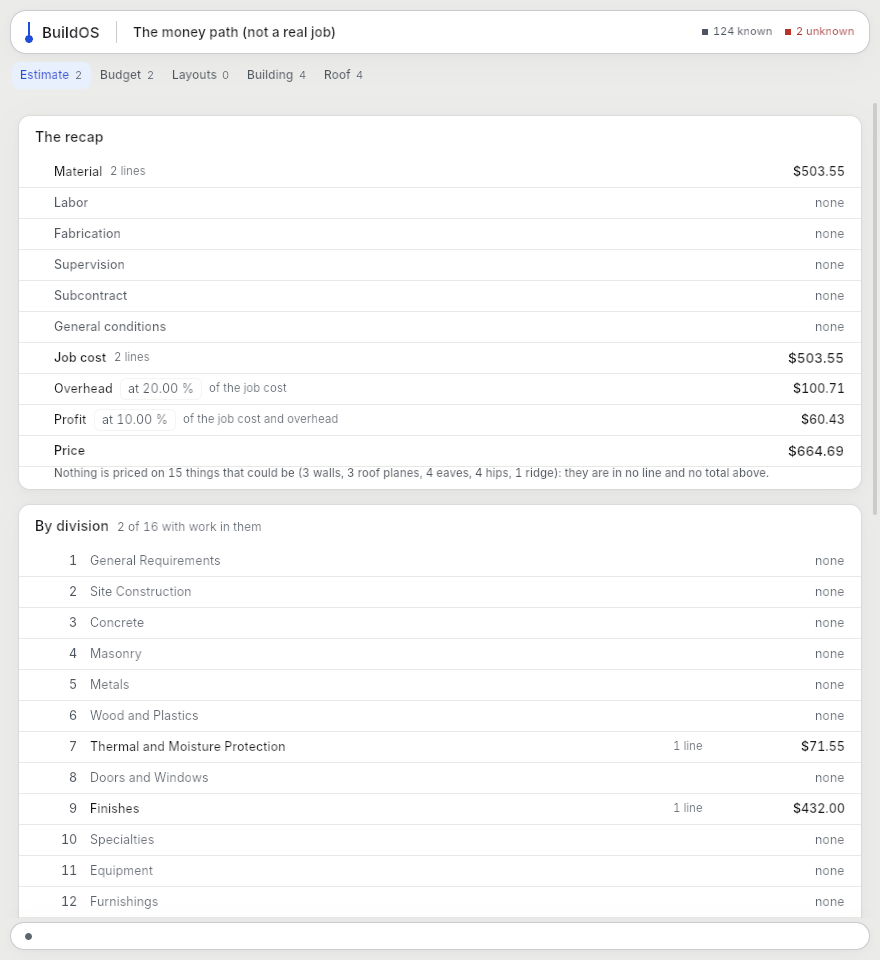 BuildOS The money path (not a real job) 124 known 2 unknown
Estimate 2 Budget 2 Layouts 0 Building 4 Roof 4
The recap
Material 2 lines $503.55
Labor none
Fabrication none
Supervision none
Subcontract none
General conditions none
Job cost 2 lines $503.55
Overhead at 20.00 % of the job cost $100.71
Profit at 10.00 % of the job cost and overhead $60.43
Price $664.69
Nothing is priced on 15 things that could be (3 walls, 3 roof planes, 4 eaves, 4 hips, 1 ridge): they are in no line and no total above.
By division 2 of 16 with work in them
1 General Requirements none
2 Site Construction none
3 Concrete none
4 Masonry none
5 Metals none
6 Wood and Plastics none
7 Thermal and Moisture Protection 1 line $71.55
8 Doors and Windows none
9 Finishes 1 line $432.00
10 Specialties none
11 Equipment none
12 Furnishings none